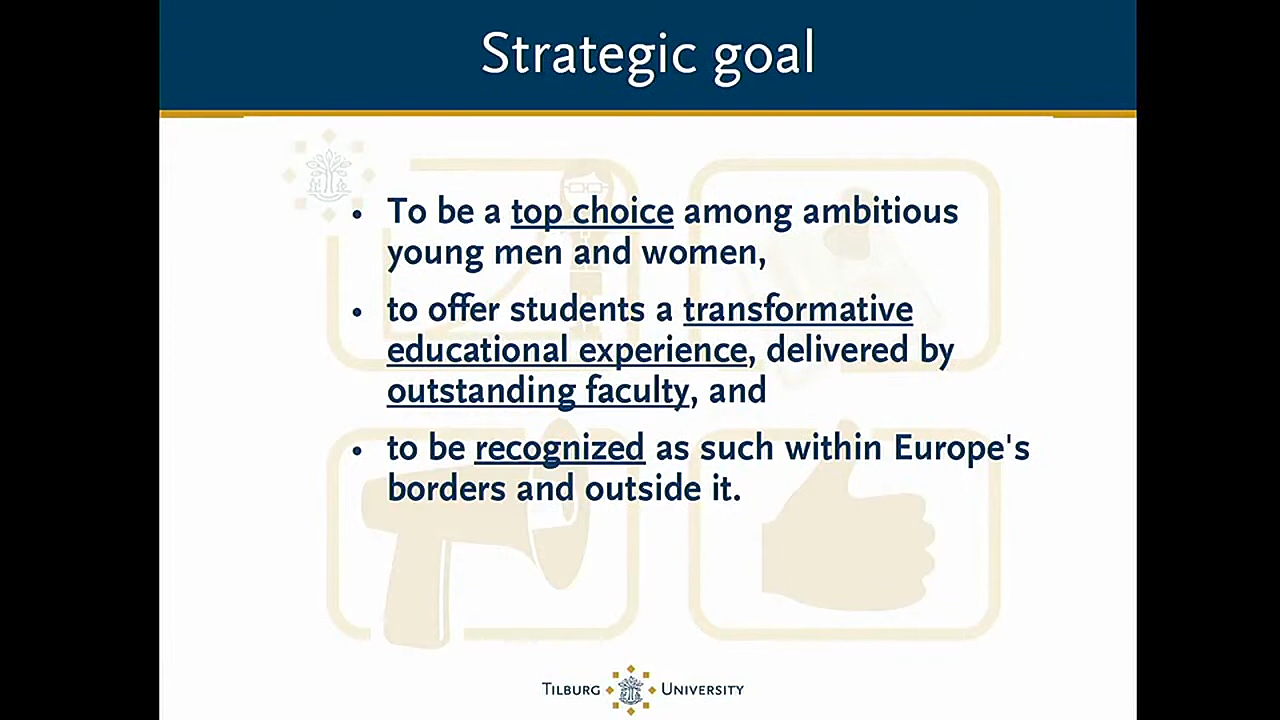 Strategic goal
• To be a top choice among ambitious
young men and women,
• to offer students a transformative
educational experience, delivered by
outstanding faculty, and
• to be recognized as such within Europe's
borders and outside it.
TILBURG UNIVERSITY